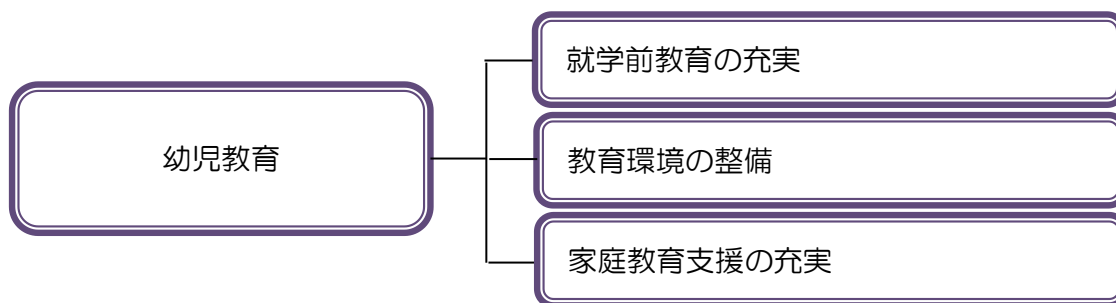 幼児教育
就学前教育の充実
教育環境の整備
家庭教育支援の充実